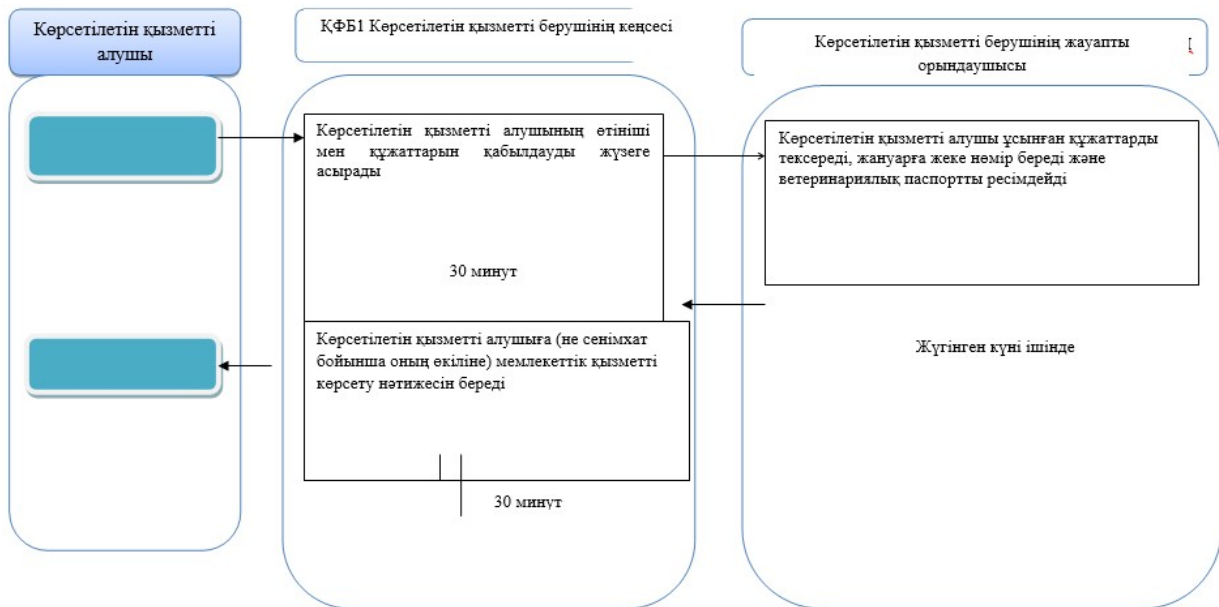 Көрсетілетін қызметті
алушы
ҚФБ1 Көрсетілетін қызметті берушінің кеңсесі
Көрсетілетін қызметті берушінің жауапты
орындаушысы
Көрсетілетін қызметті алушының өтініші
мен құжаттарын қабылдауды жүзеге
асырады
30 минут
Көрсетілетін қызметті алушы ұсынған құжаттарды
тексереді, жануарға жеке нөмір береді және
ветеринариялық паспортты ресімдейді
Жүгінген күні ішінде
Көрсетілетін қызметті алушыға (не сенімхат
бойынша оның өкіліне) мемлекеттік қызметті
көрсету нәтижесін береді
30 минут